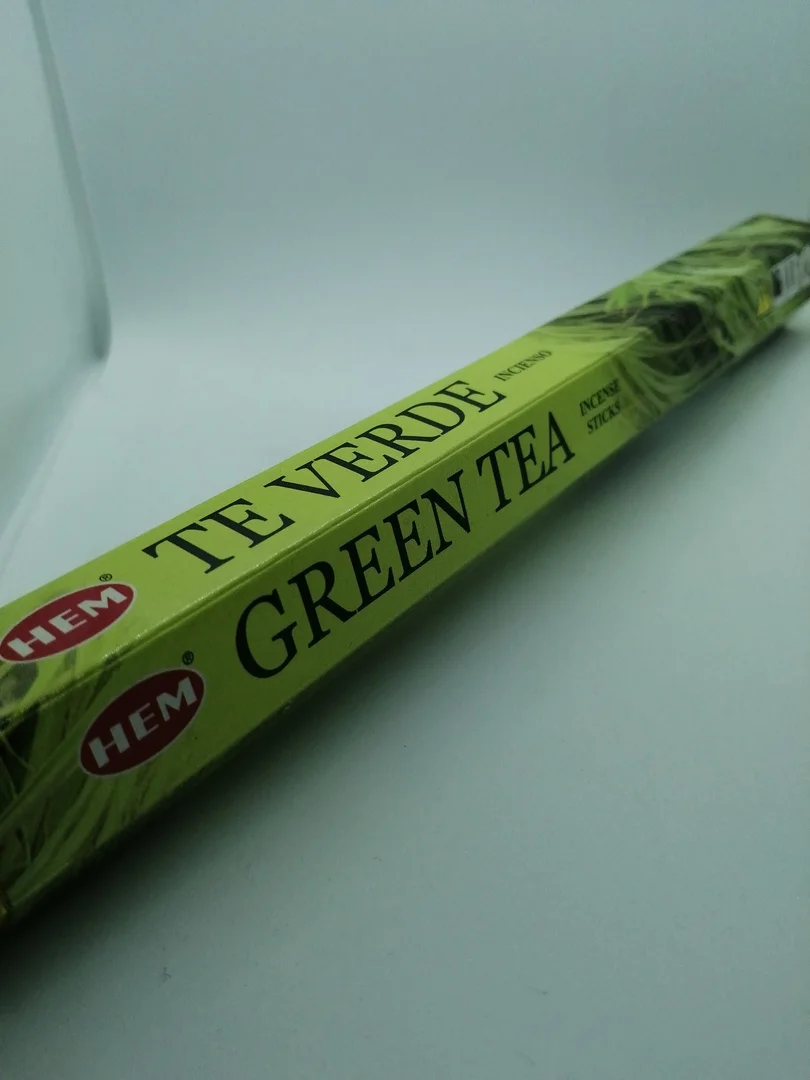 HEM®
TE VERDE
INCIENSO
HEM®
GREEN TEA
INCENSE
STICKS